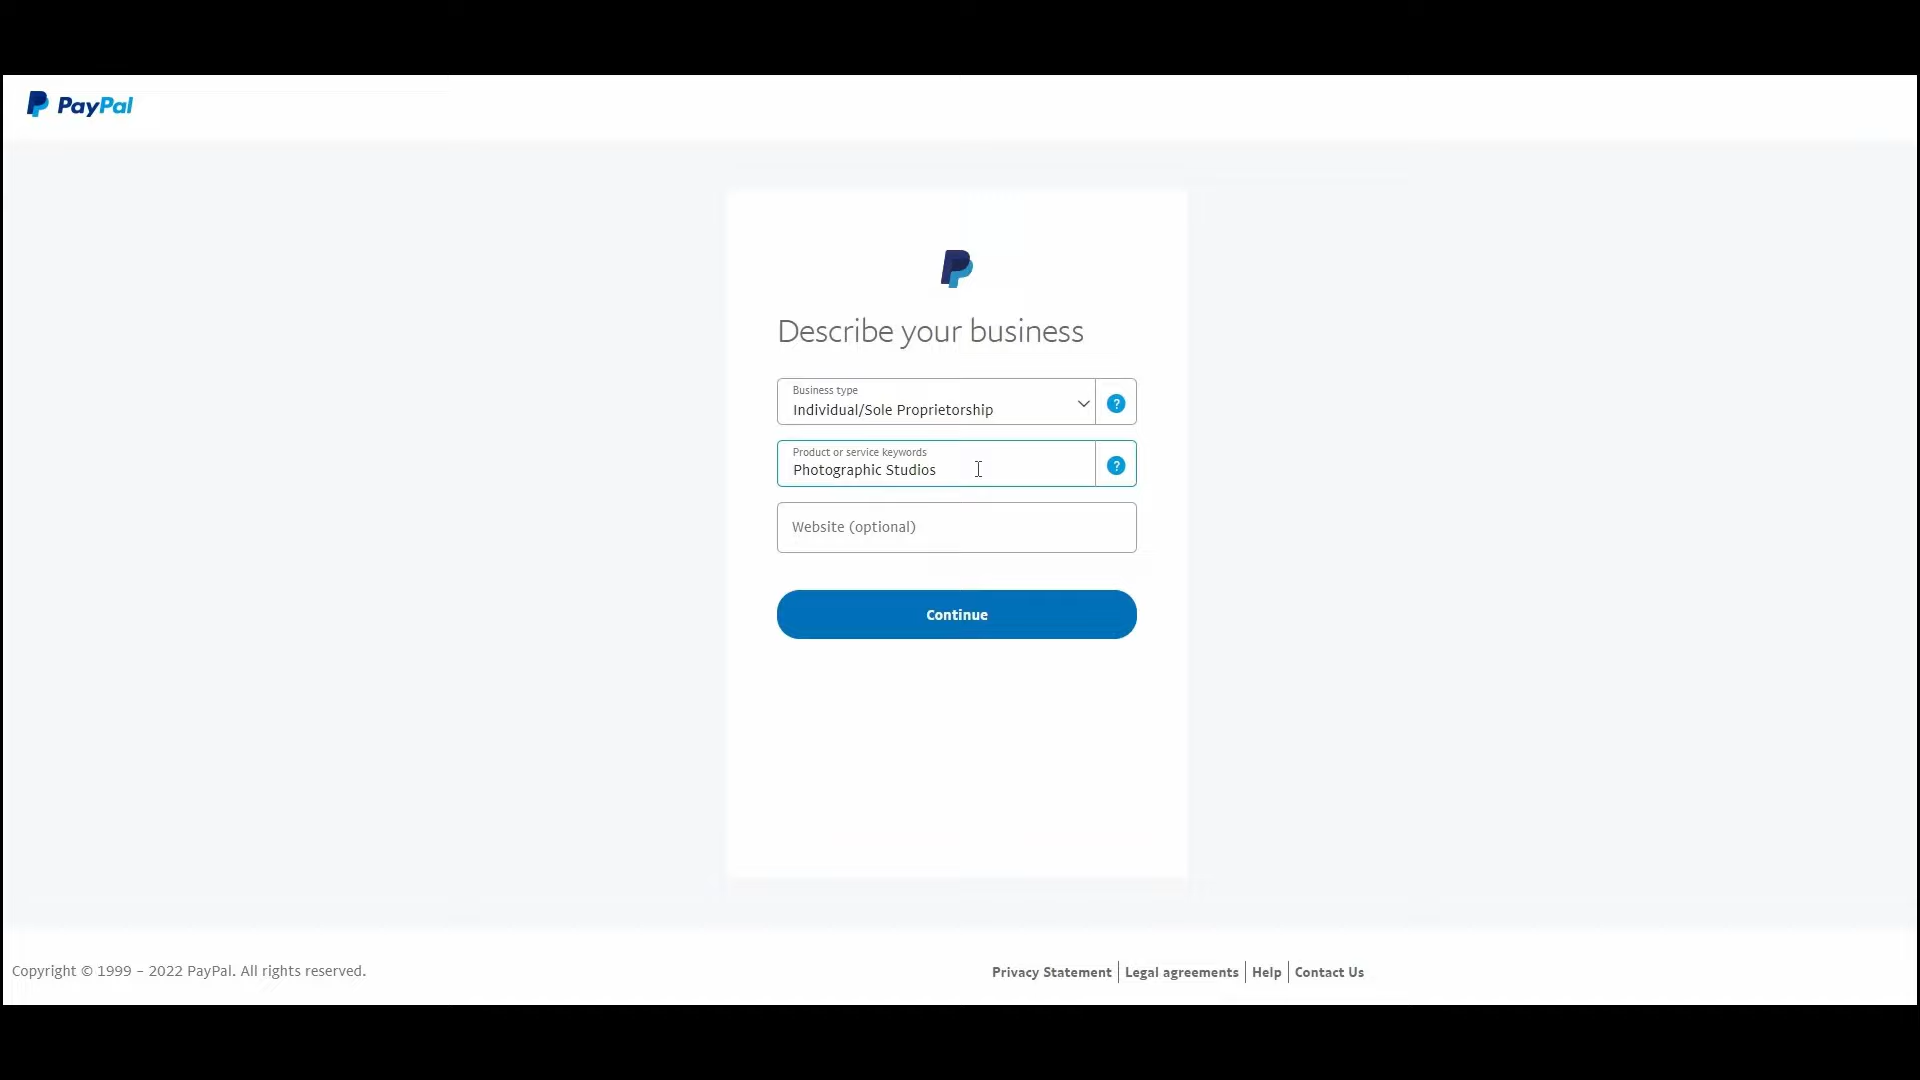 PayPal
Describe your business
Business type
Individual/Sole Proprietorship
?
Product or service keywords
Photographic Studios
?
Website (optional)
Continue
Copyright © 1999 – 2022 PayPal. All rights reserved.
Privacy Statement | Legal agreements | Help | Contact Us